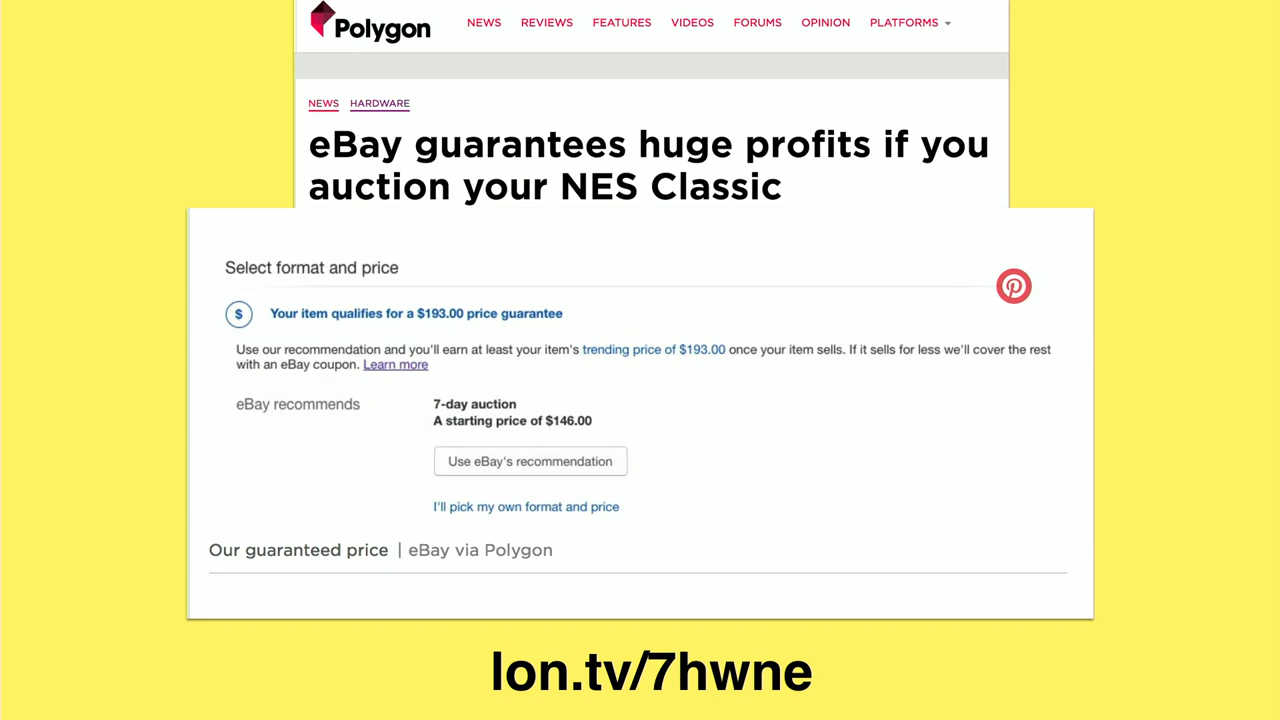 Polygon
NEWS REVIEWS FEATURES VIDEOS FORUMS OPINION PLATFORMS
NEWS HARDWARE
eBay guarantees huge profits if you
auction your NES Classic
Select format and price
$ Your item qualifies for a $193.00 price guarantee
Use our recommendation and you'll earn at least your item's trending price of $193.00 once your item sells. If it sells for less we'll cover the rest
with an eBay coupon. Learn more
eBay recommends
7-day auction
A starting price of $146.00
Use eBay's recommendation
I'll pick my own format and price
Our guaranteed price | eBay via Polygon
lon.tv/7hwne